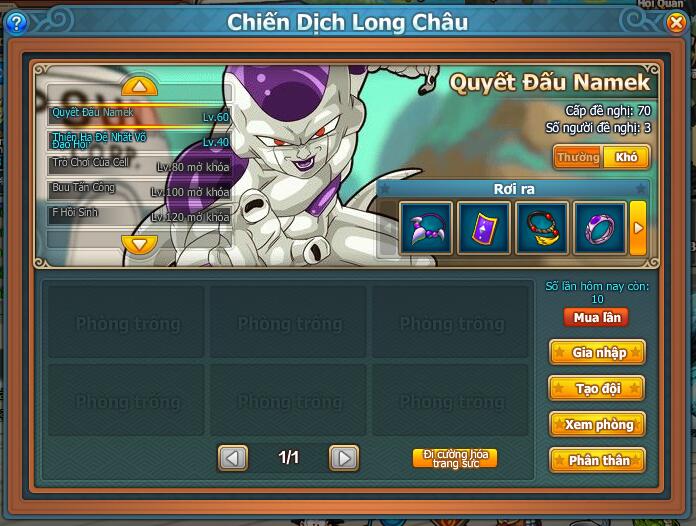 Hội Quán
Chiến Dịch Long Châu
Quyết Đấu Namek
Cấp đề nghị: 70
Số người đề nghị: 3
Thường
Khó
Quyết Đấu Namek
Lv.60
Thiên Hạ Đệ Nhất Võ
Đạo Hội
Lv.40
Trò Chơi Của Cell
Lv.80 mở khóa
Buu Tấn Công
Lv.100 mở khóa
F Hồi Sinh
Lv.120 mở khóa
Rơi ra
Phòng trống
Phòng trống
Phòng trống
Phòng trống
Phòng trống
Phòng trống
Số lần hôm nay còn:
10
Mua lần
Gia nhập
Tạo đội
Xem phòng
Phân thân
1/1
Đi cường hóa
trang sức